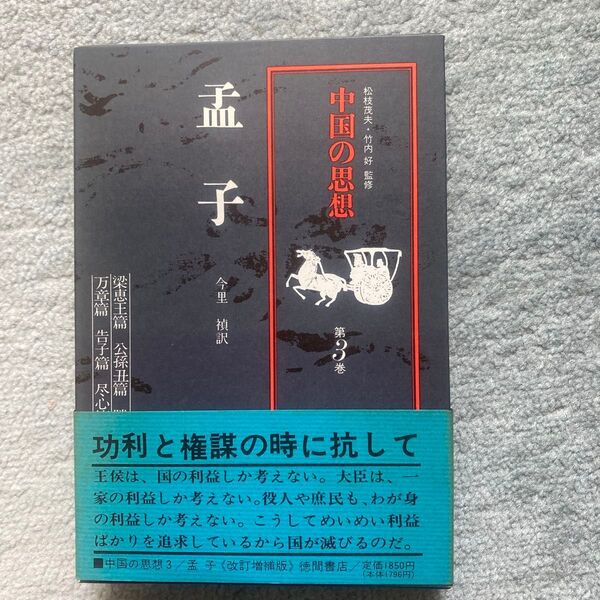 松枝茂夫・竹内 好 監修
中国の思想
第3巻
孟子
今里 禎訳
梁恵王篇 公孫丑篇
万章篇 告子篇 尽心
功利と権謀の時に抗して
王侯は、国の利益しか考えない。大臣は、一
家の利益しか考えない。役人や庶民も、わが身
の利益しか考えない。こうしてめいめい利益
ばかりを追求しているから国が滅びるのだ。
■中国の思想3/孟 子《改訂増補版》徳間書店/定価1850円
(本体1796円)